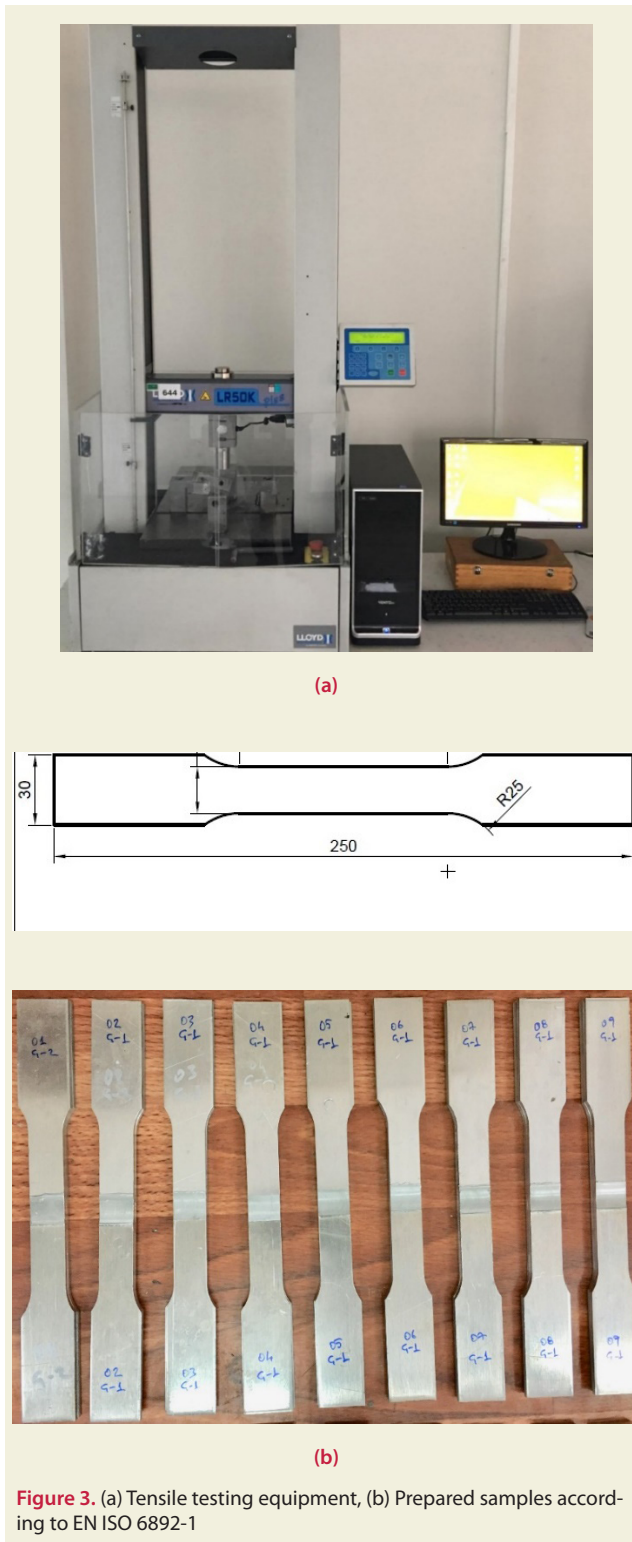 644
LR50K
LLOYD
(a)
30
R25
250
01 02 03 04 05 06 07 08 09
G-2 G-1 G-1 G-1 G-1 G-1 G-1 G-1 G-1
02 03 04 05 06 07 08 09
G-2 G-1 G-1 G-1 G-1 G-1 G-1 G-1 G-1
(b)
Figure 3. (a) Tensile testing equipment, (b) Prepared samples accord-
ing to EN ISO 6892-1